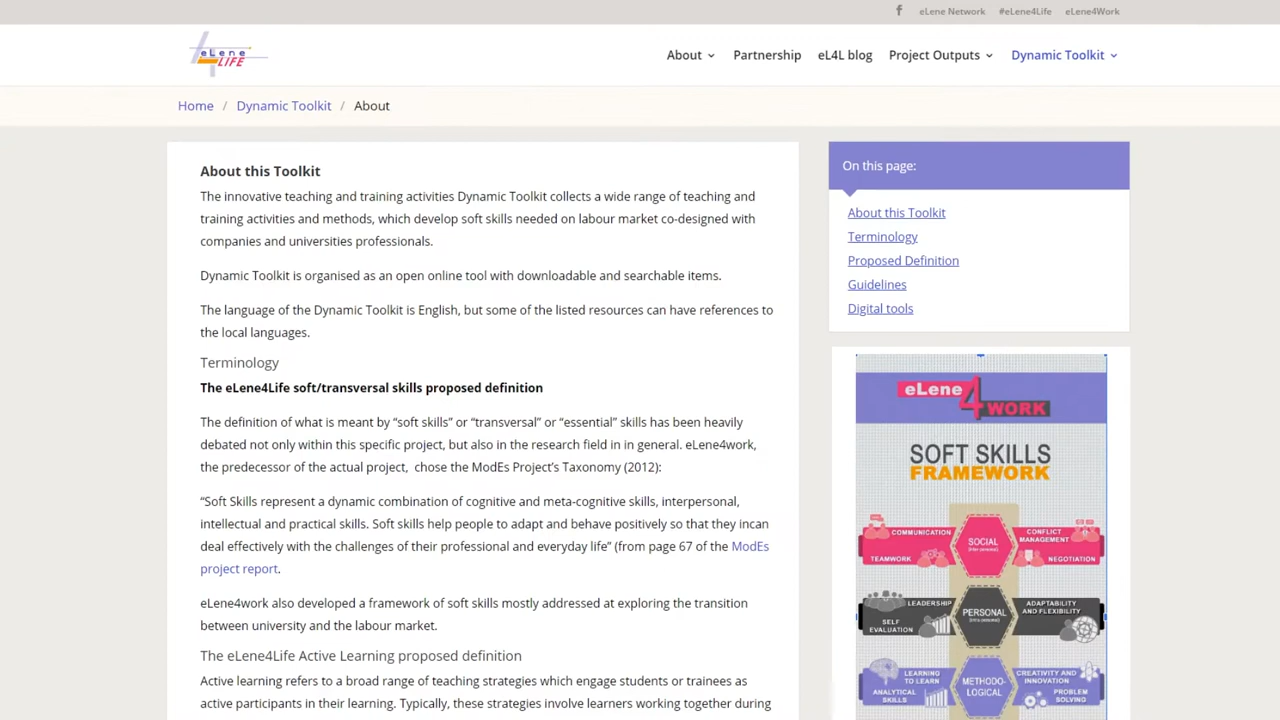 eLene Network #eLene4Life eLene4Work
eLene
4
LIFE
About Partnership eL4L blog Project Outputs Dynamic Toolkit
Home / Dynamic Toolkit / About
About this Toolkit
The innovative teaching and training activities Dynamic Toolkit collects a wide range of teaching and
training activities and methods, which develop soft skills needed on labour market co-designed with
companies and universities professionals.
Dynamic Toolkit is organised as an open online tool with downloadable and searchable items.
The language of the Dynamic Toolkit is English, but some of the listed resources can have references to
the local languages.
Terminology
The eLene4Life soft/transversal skills proposed definition
The definition of what is meant by “soft skills” or “transversal” or “essential” skills has been heavily
debated not only within this specific project, but also in the research field in in general. eLene4work,
the predecessor of the actual project, chose the ModEs Project’s Taxonomy (2012):
“Soft Skills represent a dynamic combination of cognitive and meta-cognitive skills, interpersonal,
intellectual and practical skills. Soft skills help people to adapt and behave positively so that they incan
deal effectively with the challenges of their professional and everyday life” (from page 67 of the ModEs
project report.
eLene4work also developed a framework of soft skills mostly addressed at exploring the transition
between university and the labour market.
The eLene4Life Active Learning proposed definition
Active learning refers to a broad range of teaching strategies which engage students or trainees as
active participants in their learning. Typically, these strategies involve learners working together during
On this page:
About this Toolkit
Terminology
Proposed Definition
Guidelines
Digital tools
eLene
4
WORK
SOFT SKILLS
FRAMEWORK
COMMUNICATION
TEAMWORK
SOCIAL
CONFLICT
MANAGEMENT
NEGOTIATION
LEADERSHIP
SELF
EVALUATION
PERSONAL
ADAPTABILITY
AND FLEXIBILITY
LEARNING
TO LEARN
ANALYTICAL
SKILLS
METHODO-
LOGICAL
CREATIVITY AND
INNOVATION
PROBLEM
SOLVING